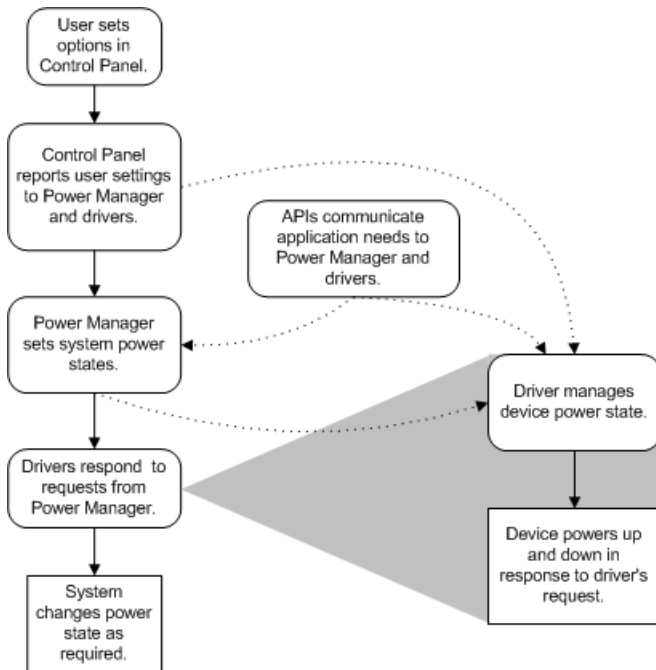 User sets
options in
Control Panel.
Control Panel
reports user settings
to Power Manager
and drivers.
APIs communicate
application needs to
Power Manager and
drivers.
Power Manager
sets system power
states.
Driver manages
device power state.
Drivers respond to
requests from
Power Manager.
Device powers up
and down in
response to driver's
request.
System
changes power
state as
required.